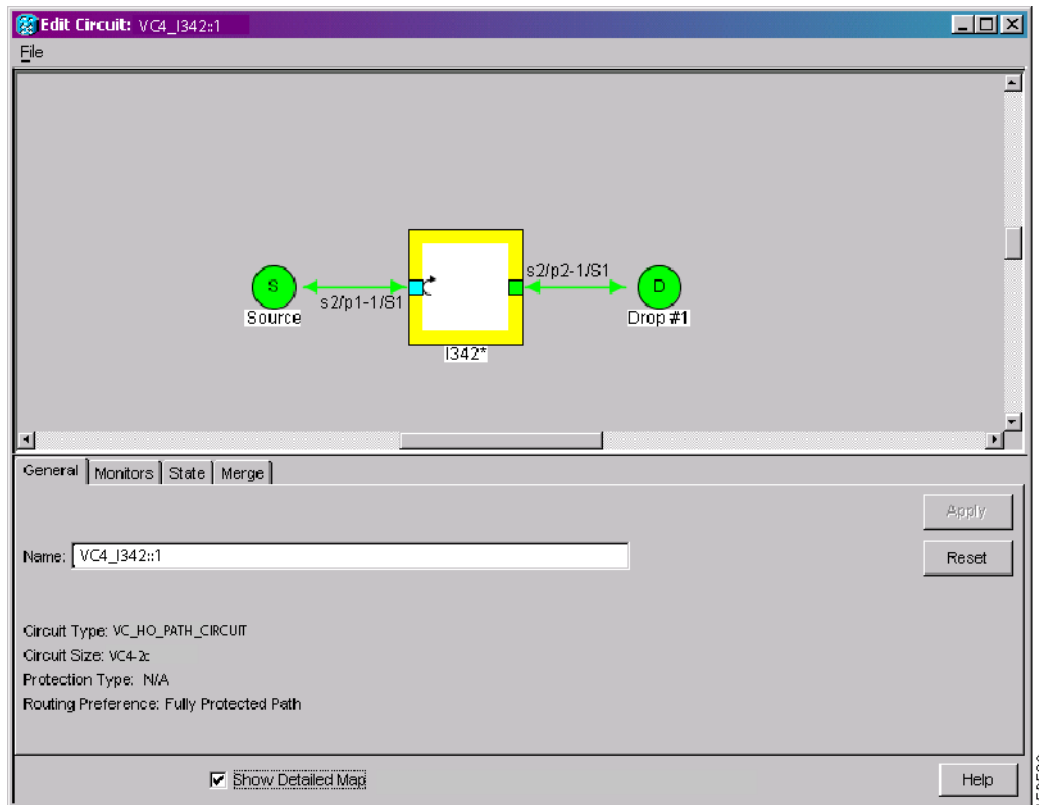 Edit Circuit: VC4_I342::1
File
S
Source
s2/p1-1/S1
I342*
s2/p2-1/S1
D
Drop #1
General Monitors State Merge
Apply
Name: VC4_I342::1
Reset
Circuit Type: VC_HO_PATH_CIRCUIT
Circuit Size: VC4-2c
Protection Type: N/A
Routing Preference: Fully Protected Path
Show Detailed Map
Help